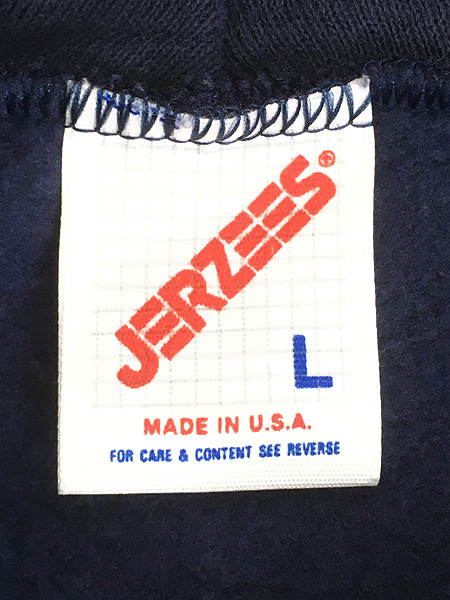 JERZEES®
L
MADE IN U.S.A.
FOR CARE & CONTENT SEE REVERSE